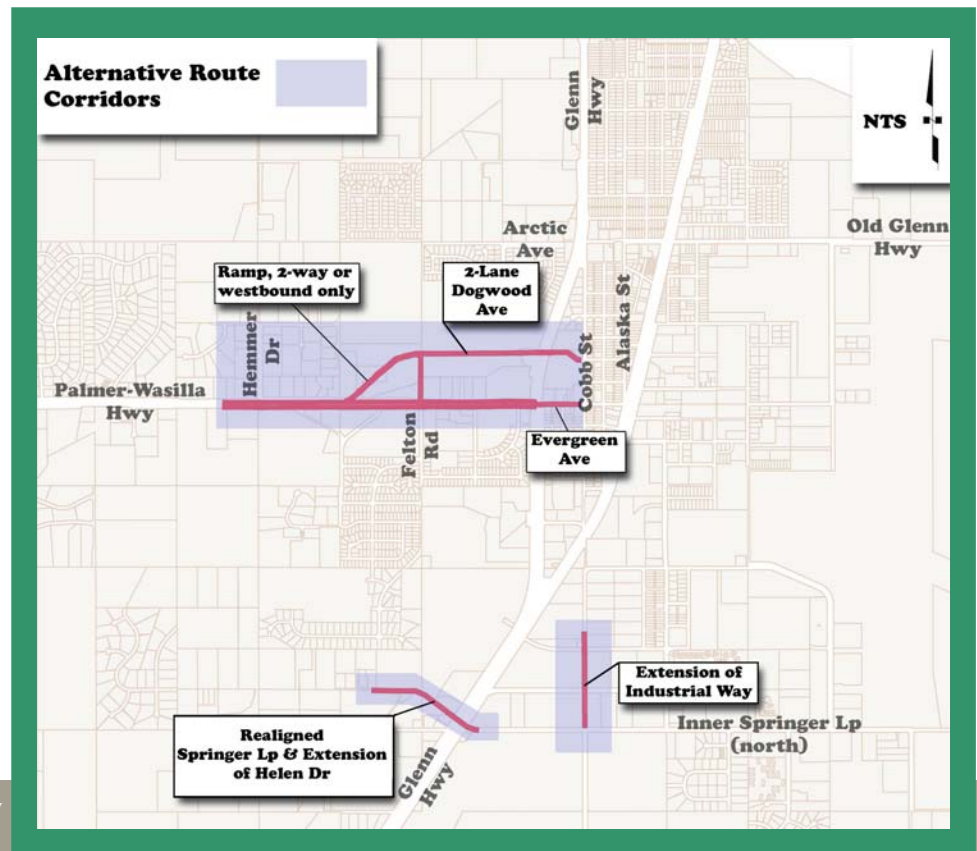 Alternative Route
Corridors
NTS
Glenn
Hwy
Arctic
Ave
Old Glenn
Hwy
Ramp, 2-way or
westbound only
2-Lane
Dogwood
Ave
Alaska St
Hemmer
Dr
Cobb St
Palmer-Wasilla
Hwy
Felton
Rd
Evergreen
Ave
Extension of
Industrial Way
Realigned
Springer Lp & Extension
of Helen Dr
Inner Springer Lp
(north)
Glenn
Hwy